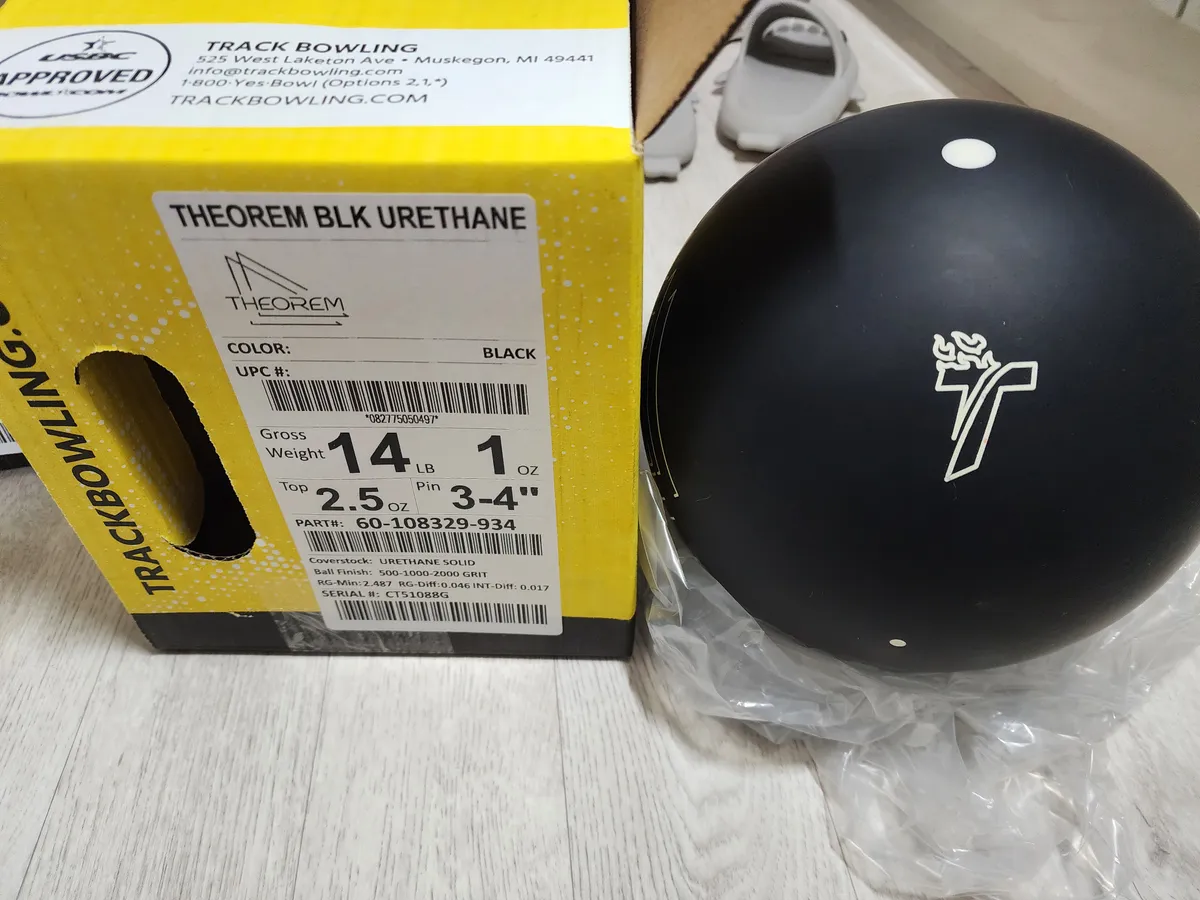 USBC
APPROVED
TRACK BOWLING
525 West Laketon Ave • Muskegon, MI 49441
info@trackbowling.com
1-800-Yes-Bowl (Options 2,1,*)
TRACKBOWLING.COM
THEOREM BLK URETHANE
THEOREM
COLOR: BLACK
UPC #:
*082775050497*
Gross Weight 14 LB 1 OZ
Top 2.5 OZ Pin 3-4"
PART#: 60-108329-934
Coverstock: URETHANE SOLID
Ball Finish: 500-1000-2000 GRIT
RG-Min: 2.487 RG-Diff: 0.046 INT-Diff: 0.017
SERIAL #: CT51088G
TRACKBOWLING.